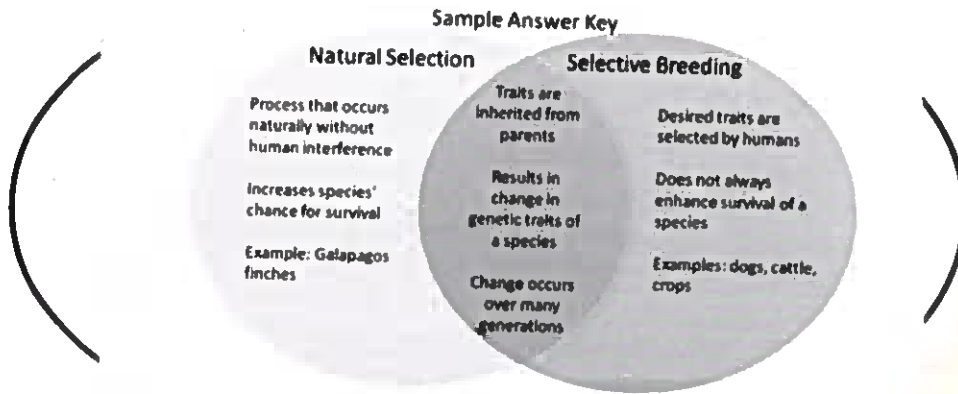 Sample Answer Key
Natural Selection
Process that occurs
naturally without
human interference
Increases species'
chance for survival
Example: Galapagos
finches
Traits are
inherited from
parents
Results in
change in
genetic traits of
a species
Change occurs
over many
generations
Selective Breeding
Desired traits are
selected by humans
Does not always
enhance survival of a
species
Examples: dogs, cattle,
crops